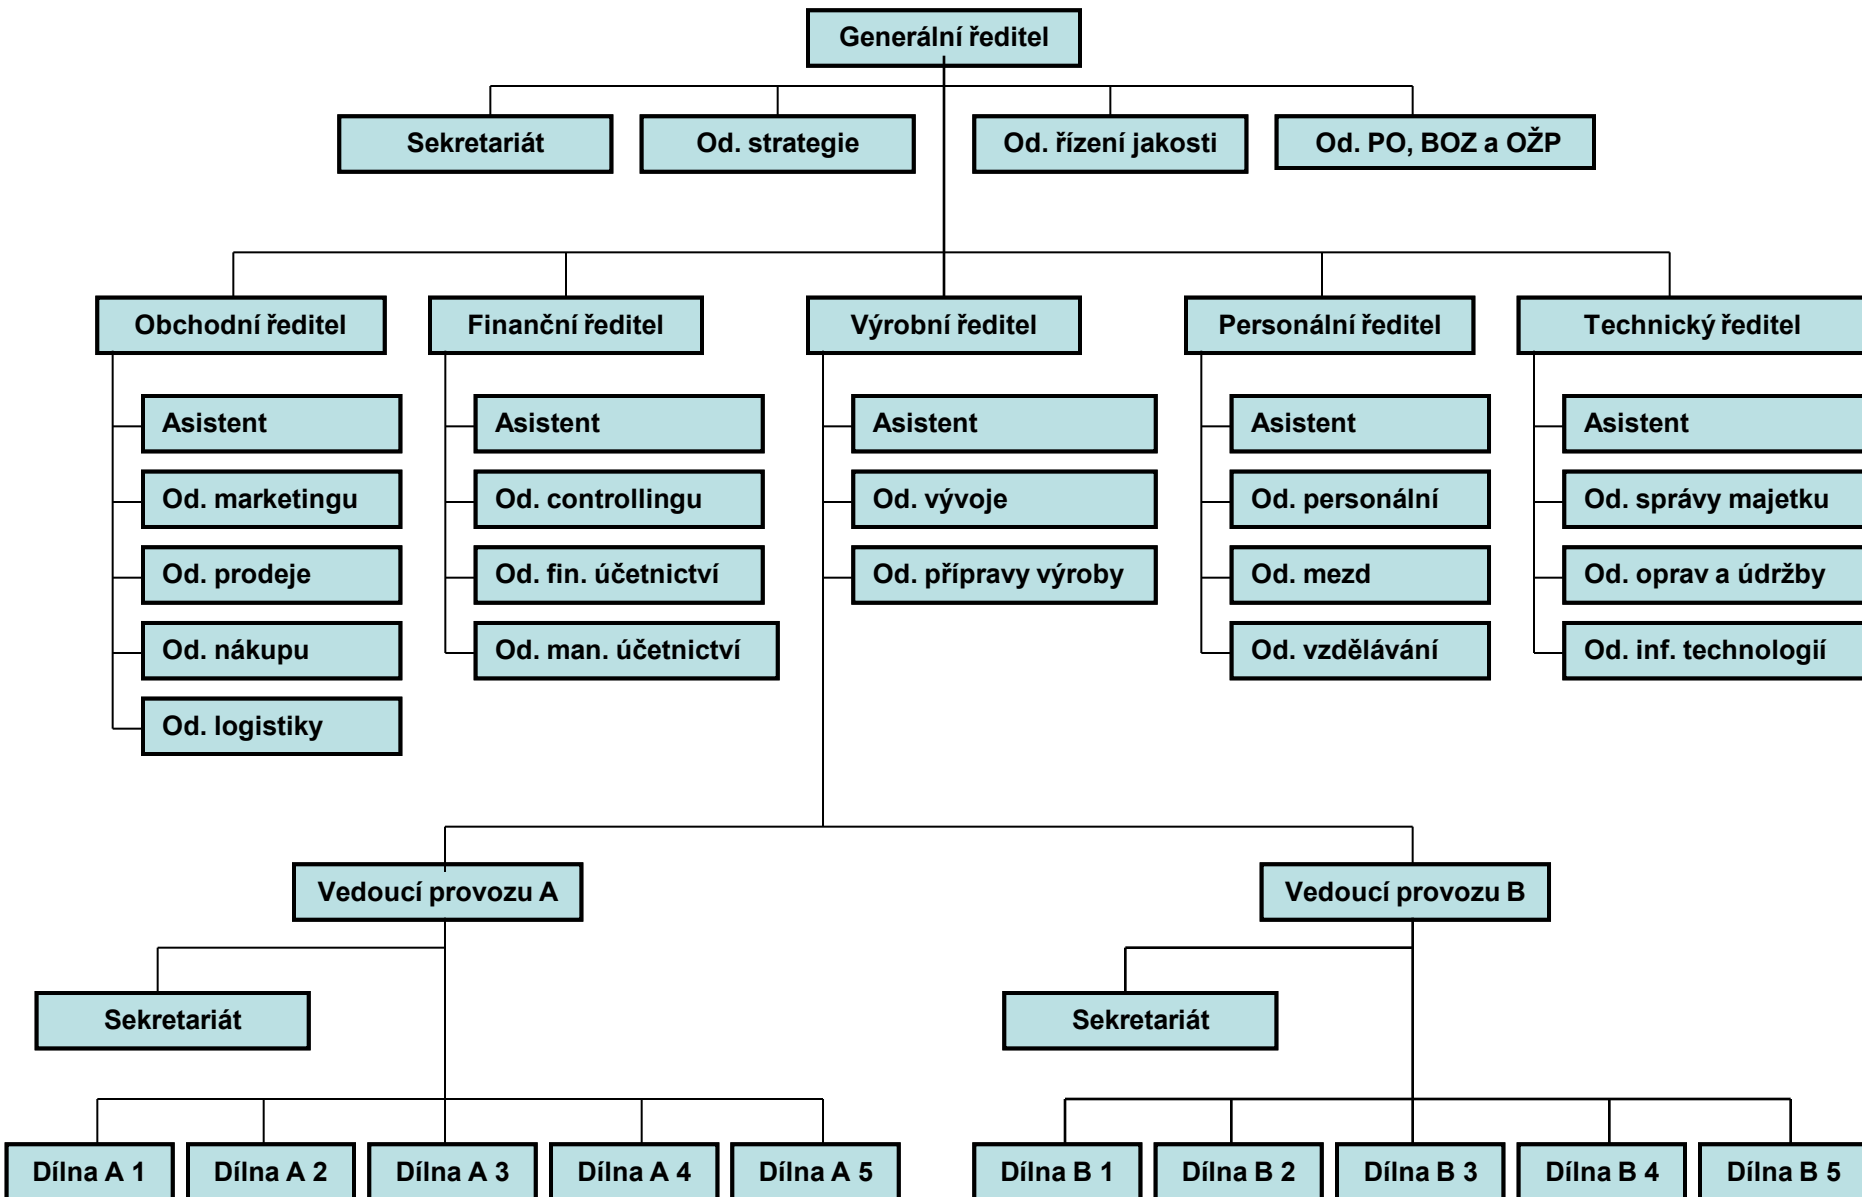 Generální ředitel
Sekretariát
Od. strategie
Od. řízení jakosti
Od. PO, BOZ a OŽP
Obchodní ředitel
Finanční ředitel
Výrobní ředitel
Personální ředitel
Technický ředitel
Asistent
Od. marketingu
Od. prodeje
Od. nákupu
Od. logistiky
Asistent
Od. controllingu
Od. fin. účetnictví
Od. man. účetnictví
Asistent
Od. vývoje
Od. přípravy výroby
Asistent
Od. personální
Od. mezd
Od. vzdělávání
Asistent
Od. správy majetku
Od. oprav a údržby
Od. inf. technologií
Vedoucí provozu A
Vedoucí provozu B
Sekretariát
Sekretariát
Dílna A 1
Dílna A 2
Dílna A 3
Dílna A 4
Dílna A 5
Dílna B 1
Dílna B 2
Dílna B 3
Dílna B 4
Dílna B 5